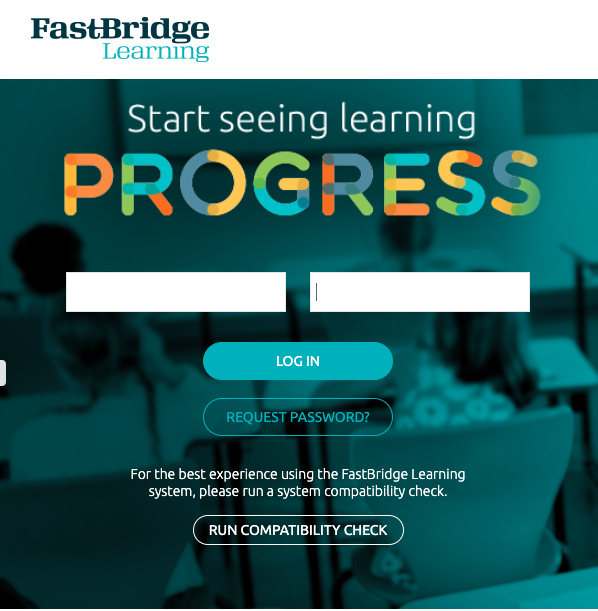 FastBridge
Learning
Start seeing learning
PROGRESS
LOG IN
REQUEST PASSWORD?
For the best experience using the FastBridge Learning
system, please run a system compatibility check.
RUN COMPATIBILITY CHECK